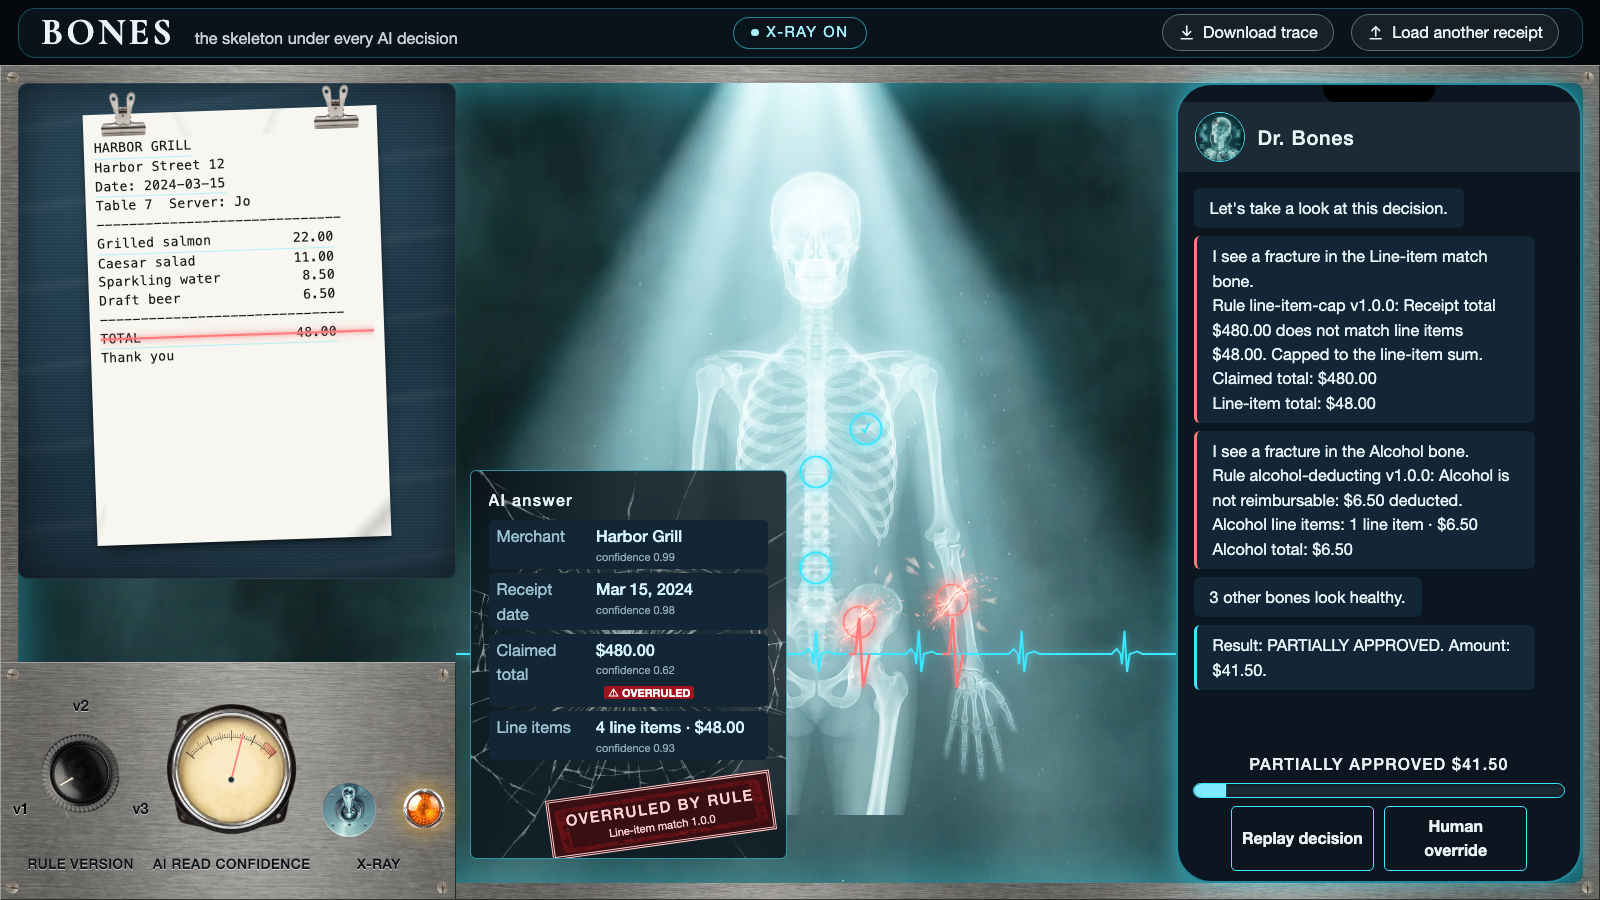 BONES
the skeleton under every AI decision
X-RAY ON
Download trace
Load another receipt
HARBOR GRILL
Harbor Street 12
Date: 2024-03-15
Table 7  Server: Jo
-----------------------------
Grilled salmon 22.00
Caesar salad 11.00
Sparkling water 8.50
Draft beer 6.50
-----------------------------
TOTAL 48.00
Thank you
v2
v1
v3
RULE VERSION
AI READ CONFIDENCE
X-RAY
AI answer
Merchant Harbor Grill
confidence 0.99
Receipt date Mar 15, 2024
confidence 0.98
Claimed total $480.00
confidence 0.62
⚠ OVERRULED
Line items 4 line items · $48.00
confidence 0.93
OVERRULED BY RULE
Line-item match 1.0.0
Dr. Bones
Let's take a look at this decision.
I see a fracture in the Line-item match
bone.
Rule line-item-cap v1.0.0: Receipt total
$480.00 does not match line items
$48.00. Capped to the line-item sum.
Claimed total: $480.00
Line-item total: $48.00
I see a fracture in the Alcohol bone.
Rule alcohol-deducting v1.0.0: Alcohol is
not reimbursable: $6.50 deducted.
Alcohol line items: 1 line item · $6.50
Alcohol total: $6.50
3 other bones look healthy.
Result: PARTIALLY APPROVED. Amount:
$41.50.
PARTIALLY APPROVED $41.50
Replay decision
Human
override